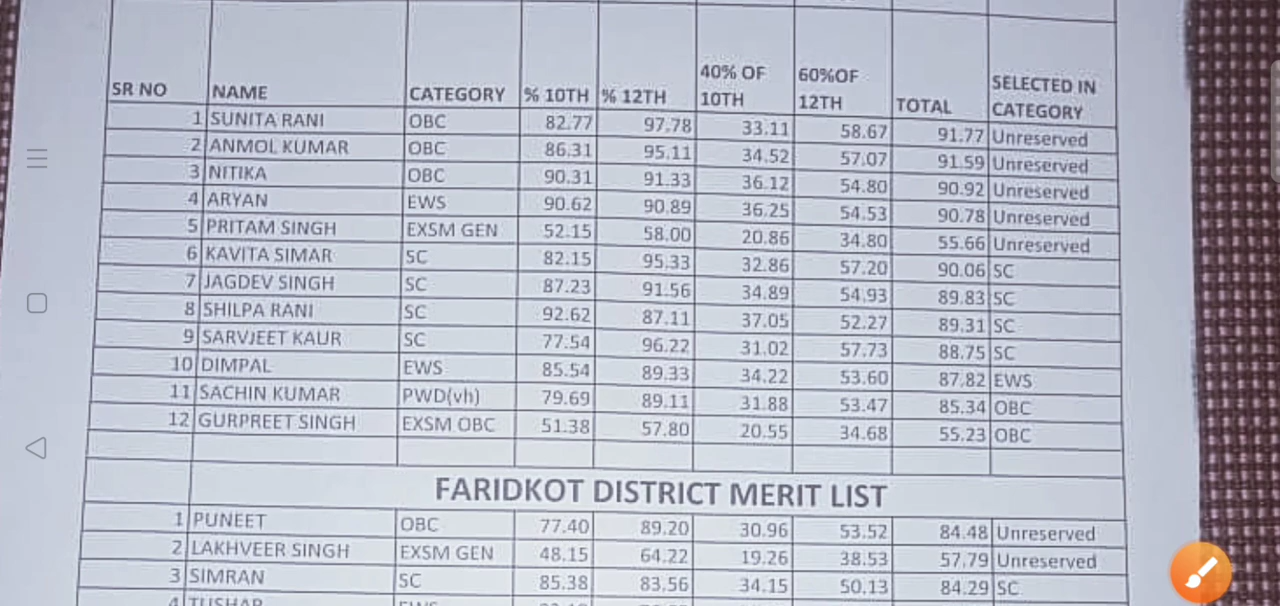 SR NO NAME CATEGORY % 10TH % 12TH 40% OF 10TH 60%OF 12TH TOTAL SELECTED IN CATEGORY
1 SUNITA RANI OBC 82.77 97.78 33.11 58.67 91.77 Unreserved
2 ANMOL KUMAR OBC 86.31 95.11 34.52 57.07 91.59 Unreserved
3 NITIKA OBC 90.31 91.33 36.12 54.80 90.92 Unreserved
4 ARYAN EWS 90.62 90.89 36.25 54.53 90.78 Unreserved
5 PRITAM SINGH EXSM GEN 52.15 58.00 20.86 34.80 55.66 Unreserved
6 KAVITA SIMAR SC 82.15 95.33 32.86 57.20 90.06 SC
7 JAGDEV SINGH SC 87.23 91.56 34.89 54.93 89.83 SC
8 SHILPA RANI SC 92.62 87.11 37.05 52.27 89.31 SC
9 SARVJEET KAUR SC 77.54 96.22 31.02 57.73 88.75 SC
10 DIMPAL EWS 85.54 89.33 34.22 53.60 87.82 EWS
11 SACHIN KUMAR PWD(vh) 79.69 89.11 31.88 53.47 85.34 OBC
12 GURPREET SINGH EXSM OBC 51.38 57.80 20.55 34.68 55.23 OBC
FARIDKOT DISTRICT MERIT LIST
1 PUNEET OBC 77.40 89.20 30.96 53.52 84.48 Unreserved
2 LAKHVEER SINGH EXSM GEN 48.15 64.22 19.26 38.53 57.79 Unreserved
3 SIMRAN SC 85.38 83.56 34.15 50.13 84.29 SC
4 TUSHAR EWS